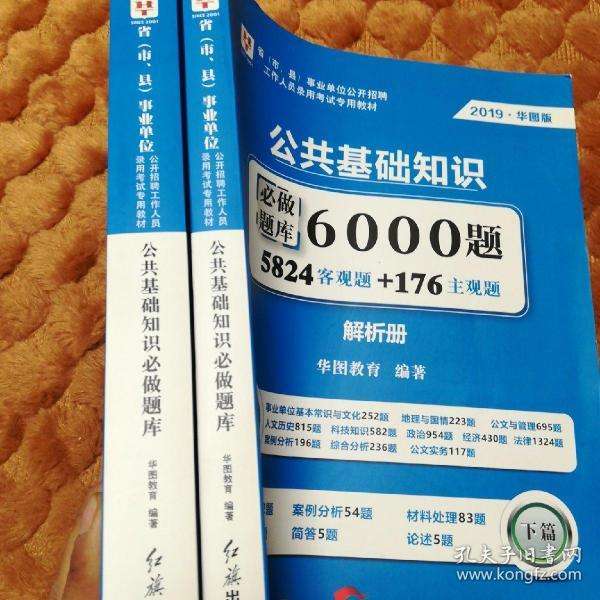 SINCE 2001
省(市、县)事业单位
公开招聘工作人员
录用考试专用教材
公共基础知识必做题库
华图教育 编著
红旗
省(市、县)事业单位
公开招聘工作人员
录用考试专用教材
公共基础知识必做题库
华图教育 编著
红旗出
省(市、县)事业单位公开招聘
工作人员录用考试专用教材
2019·华图版
公共基础知识
必做
题库
6000题
5824客观题+176主观题
解析册
华图教育 编著
事业单位基本常识与文化252题 地理与国情223题 公文与管理695题
人文历史815题 科技知识582题 政治954题 经济430题 法律1324题
案例分析196题 综合分析236题 公文实务117题
题 案例分析54题 材料处理83题
简答5题 论述5题
下篇
孔夫子旧书网
www.kongfz.com